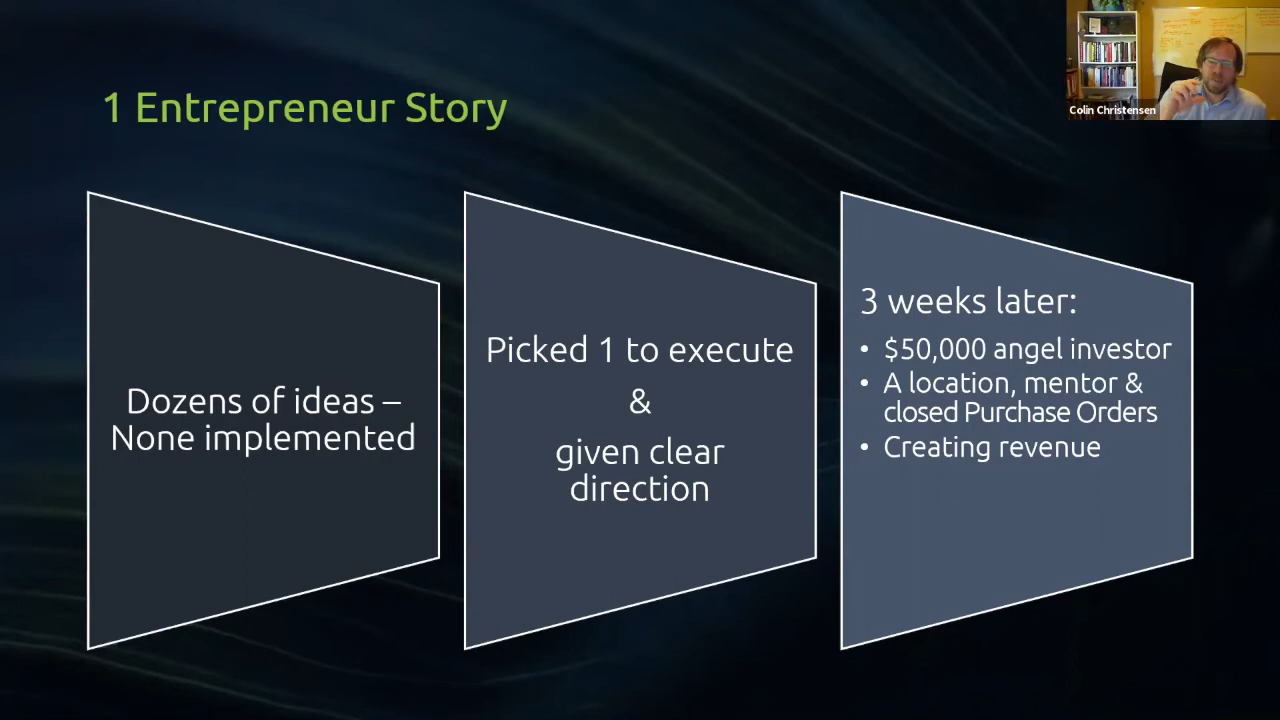 1 Entrepreneur Story
Colin Christensen
Dozens of ideas –
None implemented
Picked 1 to execute
&
given clear
direction
3 weeks later:
• $50,000 angel investor
• A location, mentor &
closed Purchase Orders
• Creating revenue